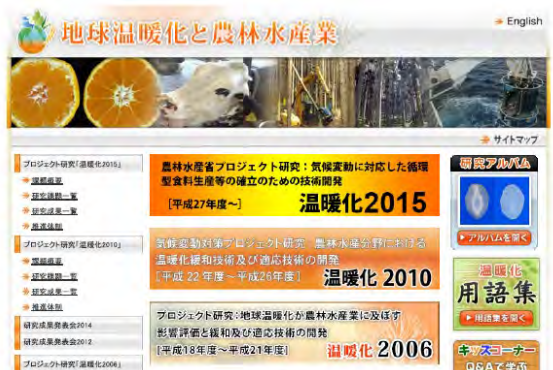 地球温暖化と農林水産業
English
サイトマップ
プロジェクト研究「温暖化2015」
課題概要
研究課題一覧
研究成果一覧
推進体制
プロジェクト研究「温暖化2010」
課題概要
研究課題一覧
研究成果一覧
推進体制
研究成果発表会2014
研究成果発表会2012
プロジェクト研究「温暖化2006」
農林水産省プロジェクト研究：気候変動に対応した循環
型食料生産等の確立のための技術開発
［平成27年度～］ 温暖化2015
気候変動対策プロジェクト研究 農林水産分野における
温暖化緩和技術及び適応技術の開発
［平成 22年度～平成26年度］ 温暖化 2010
プロジェクト研究：地球温暖化が農林水産業に及ぼす
影響評価と緩和及び適応技術の開発
［平成18年度～平成21年度］ 温暖化 2006
研究アルバム
アルバムを開く
温暖化
用語集
用語集を開く
キッズコーナー
Q&Aで学ぶ